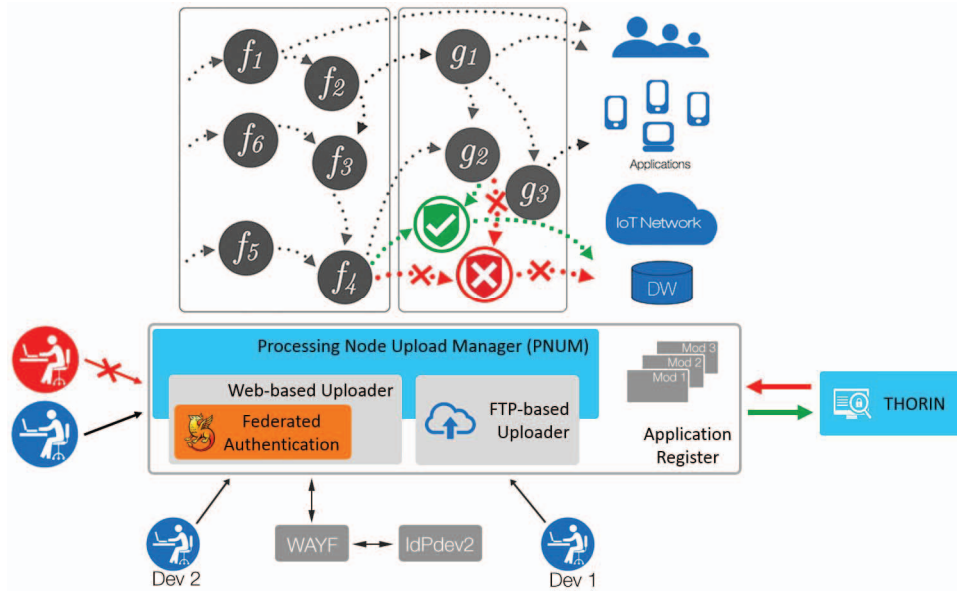 f1
g1
f2
f6
f3
g2
g3
Applications
f5
f4
IoT Network
DW
Processing Node Upload Manager (PNUM)
Mod 3
Mod 2
Mod 1
Web-based Uploader
Federated
Authentication
FTP-based
Uploader
Application
Register
THORIN
WAYF
IdPdev2
Dev 2
Dev 1